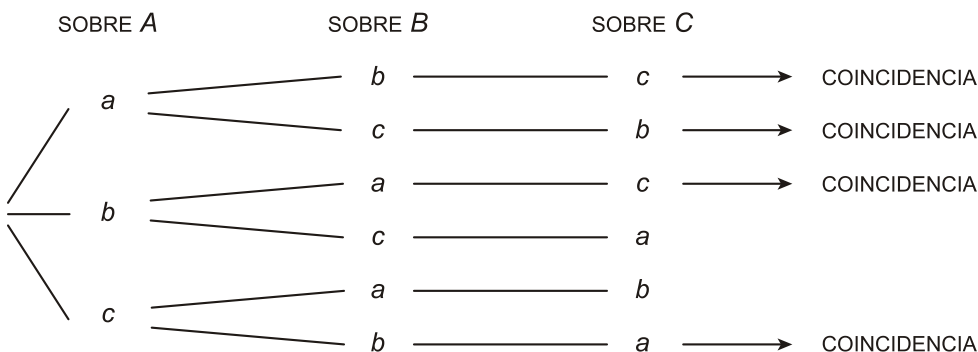 SOBRE A SOBRE B SOBRE C
b c COINCIDENCIA
a
c b COINCIDENCIA
a c COINCIDENCIA
b
c a
a b
c
b a COINCIDENCIA